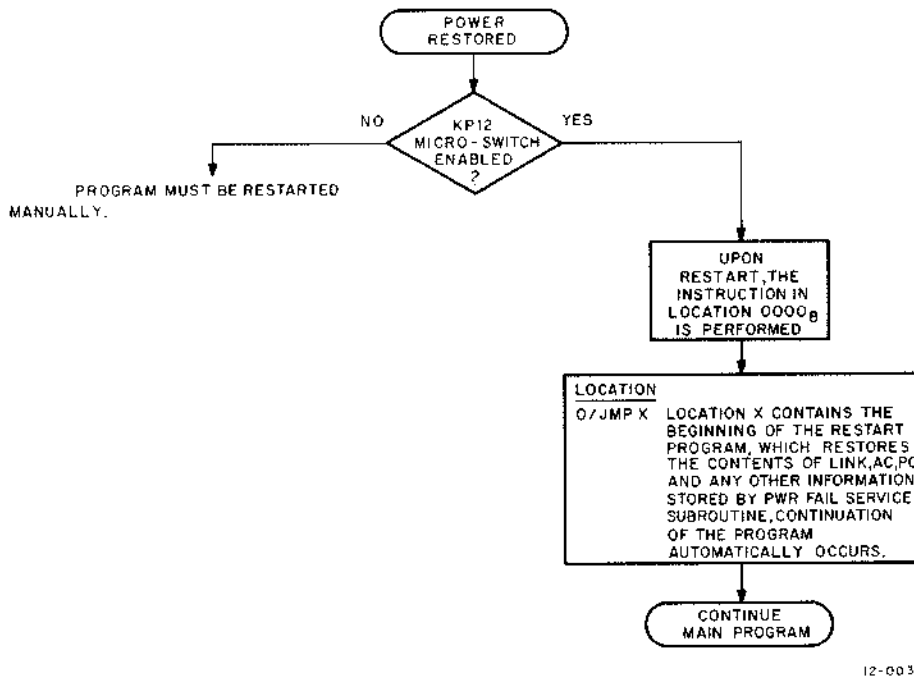 POWER
RESTORED
NO
KP12
MICRO-SWITCH
ENABLED
?
YES
PROGRAM MUST BE RESTARTED
MANUALLY.
UPON
RESTART, THE
INSTRUCTION IN
LOCATION 0000₈
IS PERFORMED
LOCATION
0/JMP X LOCATION X CONTAINS THE
BEGINNING OF THE RESTART
PROGRAM, WHICH RESTORES
THE CONTENTS OF LINK,AC,PC
AND ANY OTHER INFORMATION
STORED BY PWR FAIL SERVICE
SUBROUTINE, CONTINUATION
OF THE PROGRAM
AUTOMATICALLY OCCURS.
CONTINUE
MAIN PROGRAM
12-003